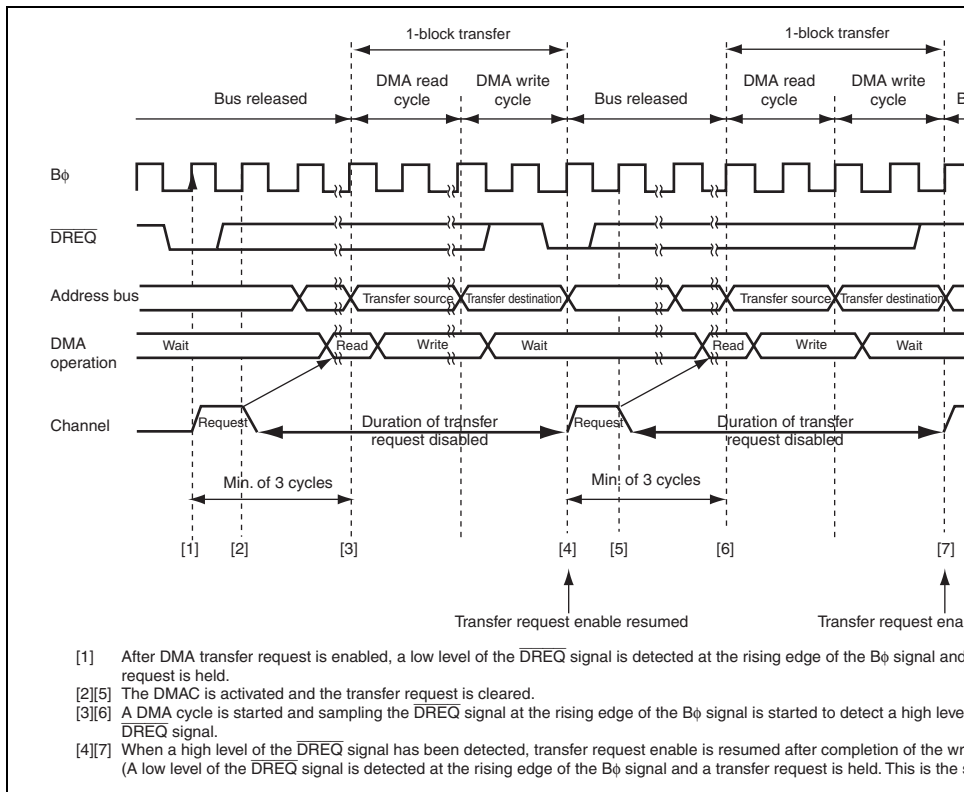 1-block transfer 1-block transfer
DMA read cycle DMA write cycle DMA read cycle DMA write cycle
Bus released Bus released B
Bφ
DREQ
Address bus Transfer source Transfer destination Transfer source Transfer destination
DMA operation Wait Read Write Wait Read Write Wait
Channel Request Duration of transfer request disabled Request Duration of transfer request disabled
Min. of 3 cycles Min. of 3 cycles
[1] [2] [3] [4] [5] [6] [7]
Transfer request enable resumed Transfer request ena
[1] After DMA transfer request is enabled, a low level of the DREQ signal is detected at the rising edge of the Bφ signal and
request is held.
[2][5] The DMAC is activated and the transfer request is cleared.
[3][6] A DMA cycle is started and sampling the DREQ signal at the rising edge of the Bφ signal is started to detect a high leve
DREQ signal.
[4][7] When a high level of the DREQ signal has been detected, transfer request enable is resumed after completion of the wr
(A low level of the DREQ signal is detected at the rising edge of the Bφ signal and a transfer request is held. This is the s